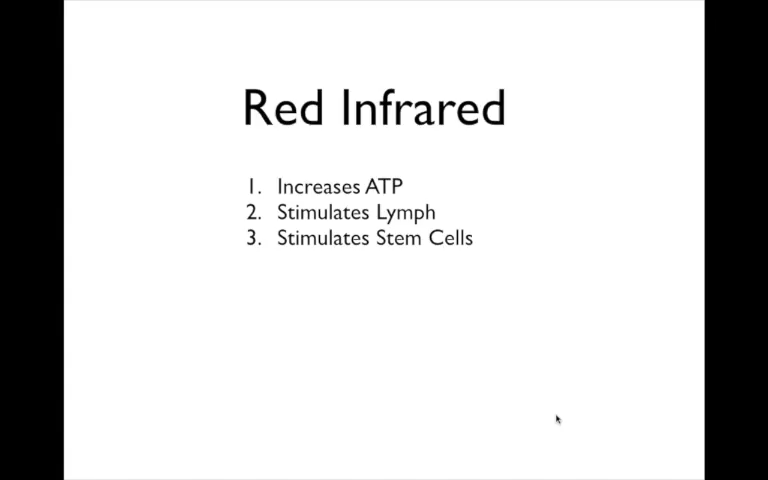 Red Infrared
1. Increases ATP
2. Stimulates Lymph
3. Stimulates Stem Cells